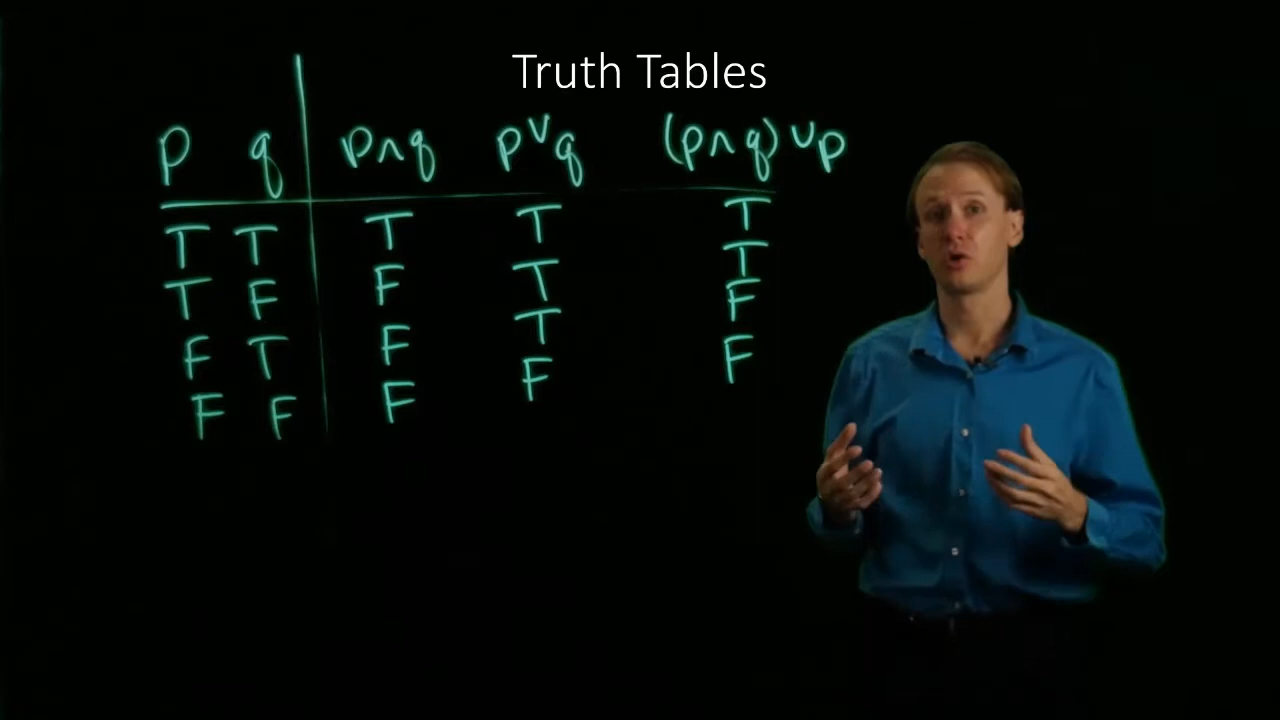 Truth Tables
p q p∧q p∨q (p∧q)∨p
T T T T T
T F F T T
F T F T F
F F F F F